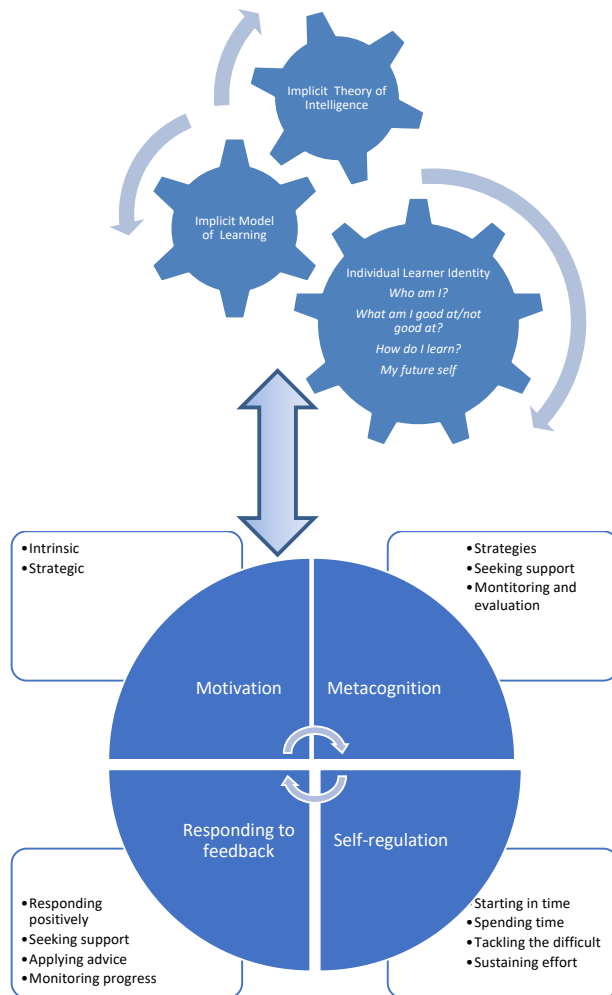 Implicit Theory of
Intelligence
Implicit Model
of Learning
Individual Learner Identity
Who am I?
What am I good at/not
good at?
How do I learn?
My future self
•Intrinsic
•Strategic
•Strategies
•Seeking support
•Montitoring and
evaluation
Motivation
Metacognition
Responding to
feedback
Self-regulation
•Responding
positively
•Seeking support
•Applying advice
•Monitoring progress
•Starting in time
•Spending time
•Tackling the difficult
•Sustaining effort